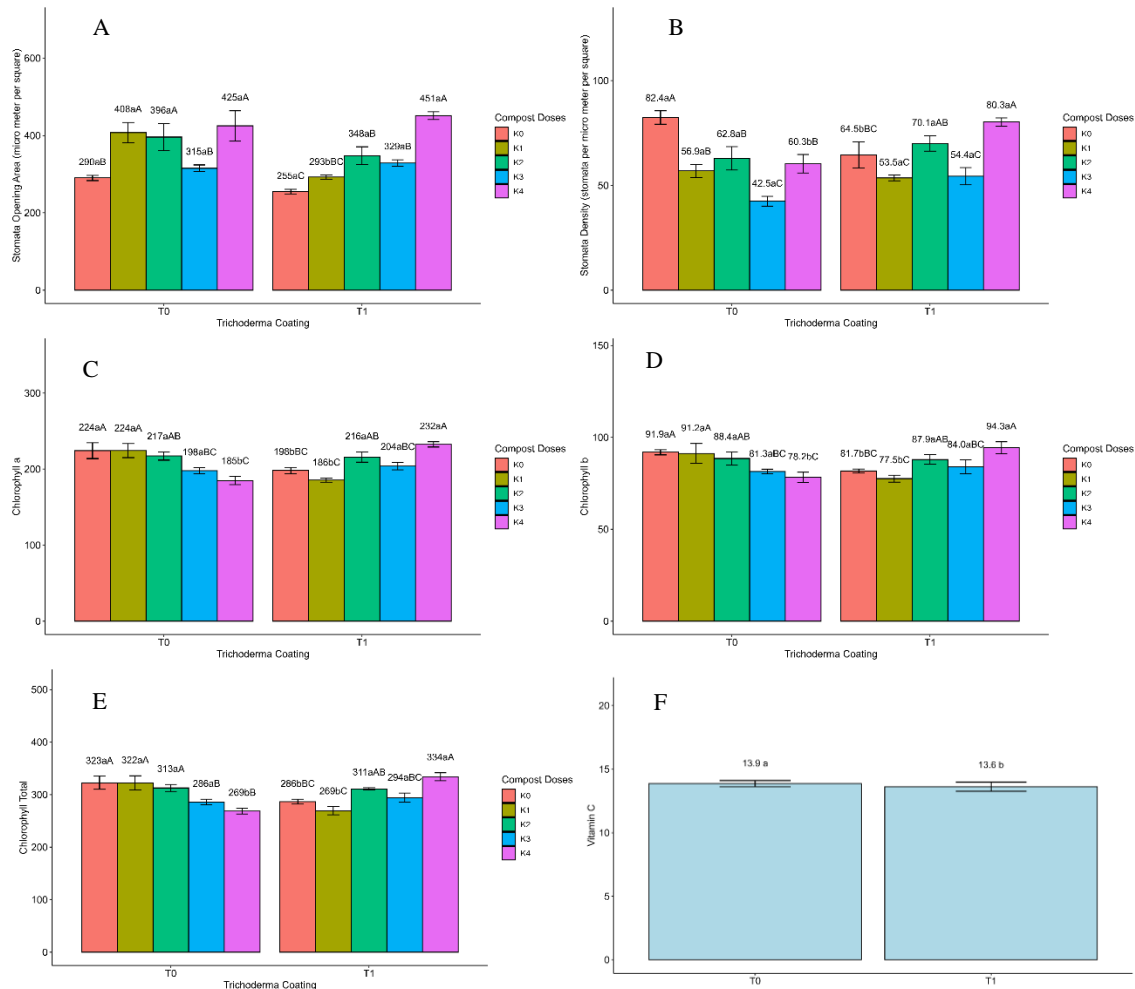 A
Stomata Opening Area (micro meter per square)
600
400
200
0
290aB
408aA
396aA
315aB
425aA
255aC
293bBC
348aB
329aB
451aA
T0
T1
Trichoderma Coating
Compost Doses
K0
K1
K2
K3
K4
B
Stomata Density (stomata per micro meter per square)
100
50
0
82.4aA
56.9aB
62.8aB
42.5aC
60.3bB
64.5bBC
53.5aC
70.1aAB
54.4aC
80.3aA
T0
T1
Trichoderma Coating
Compost Doses
K0
K1
K2
K3
K4
C
Chlorophyll a
300
200
100
0
224aA
224aA
217aAB
198aBC
185bC
198bBC
186bC
216aAB
204aBC
232aA
T0
T1
Trichoderma Coating
Compost Doses
K0
K1
K2
K3
K4
D
Chlorophyll b
150
100
50
0
91.9aA
91.2aA
88.4aAB
81.3aBC
78.2bC
81.7bBC
77.5bC
87.9aAB
84.0aBC
94.3aA
T0
T1
Trichoderma Coating
Compost Doses
K0
K1
K2
K3
K4
E
Chlorophyll Total
500
400
300
200
100
0
323aA
322aA
313aA
286aB
269bB
286bBC
269bC
311aAB
294aBC
334aA
T0
T1
Trichoderma Coating
Compost Doses
K0
K1
K2
K3
K4
F
Vitamin C
20
15
10
5
0
13.9 a
13.6 b
T0
T1